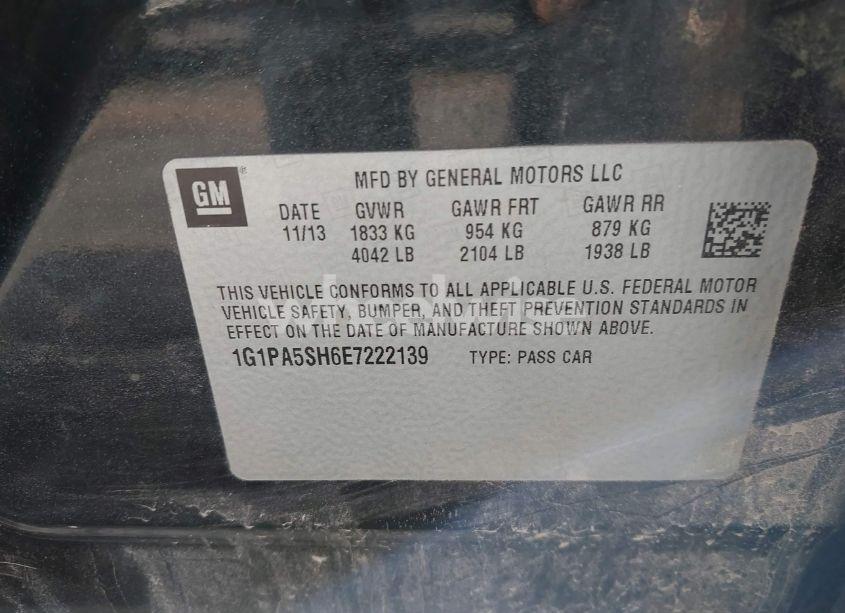 GM
MFD BY GENERAL MOTORS LLC
DATE GVWR GAWR FRT GAWR RR
11/13 1833 KG 954 KG 879 KG
4042 LB 2104 LB 1938 LB
THIS VEHICLE CONFORMS TO ALL APPLICABLE U.S. FEDERAL MOTOR
VEHICLE SAFETY, BUMPER, AND THEFT PREVENTION STANDARDS IN
EFFECT ON THE DATE OF MANUFACTURE SHOWN ABOVE.
1G1PA5SH6E7222139 TYPE: PASS CAR